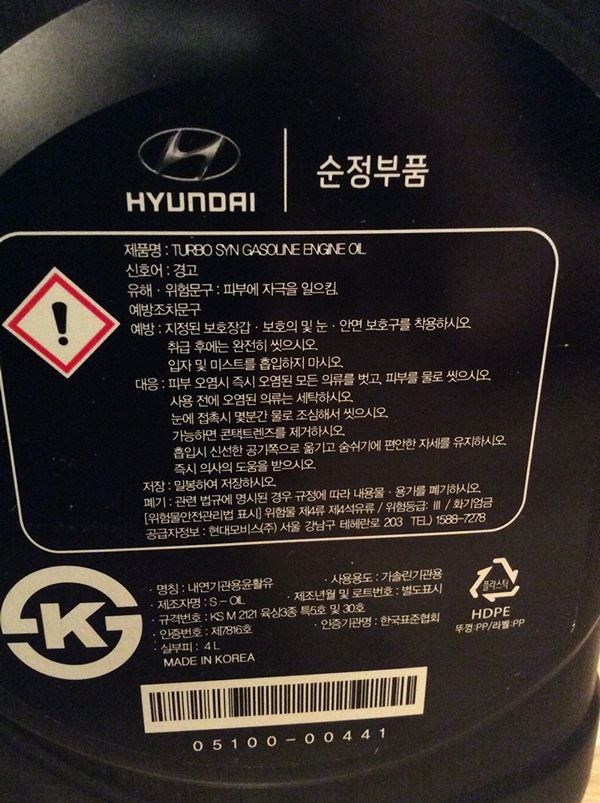 HYUNDAI
순정부품
제품명 : TURBO SYN GASOLINE ENGINE OIL
신호어 : 경고
유해 · 위험문구 : 피부에 자극을 일으킴.
예방조치문구
예방 : 지정된 보호장갑 · 보호의 및 눈 · 안면 보호구를 착용하시오.
취급 후에는 완전히 씻으시오.
입자 및 미스트를 흡입하지 마시오.
대응 : 피부 오염시 즉시 오염된 모든 의류를 벗고, 피부를 물로 씻으시오.
사용 전에 오염된 의류는 세탁하시오.
눈에 접촉시 몇분간 물로 조심해서 씻으시오.
가능하면 콘택트렌즈를 제거하시오.
흡입시 신선한 공기쪽으로 옮기고 숨쉬기에 편안한 자세를 유지하시오.
즉시 의사의 도움을 받으시오.
저장 : 밀봉하여 저장하시오.
폐기 : 관련 법규에 명시된 경우 규정에 따라 내용물 · 용기를 폐기하시오.
[위험물안전관리법 표시] 위험물 제4류 제4석유류 / 위험등급: III / 화기엄금
공급자정보 : 현대모비스(주) 서울 강남구 테헤란로 203 TEL) 1588-7278
K
· 명칭 : 내연기관용윤활유 · 사용용도 : 가솔린기관용
· 제조자명 : S-OIL · 제조년월 및 로트번호 : 별도표시
· 규격번호 : KS M 2121 육상3종 특5호 및 30호
· 인증번호 : 제7816호 · 인증기관명 : 한국표준협회
· 실부피 : 4 L
MADE IN KOREA
플라스틱
HDPE
뚜껑:PP/라벨:PP
05100-00441